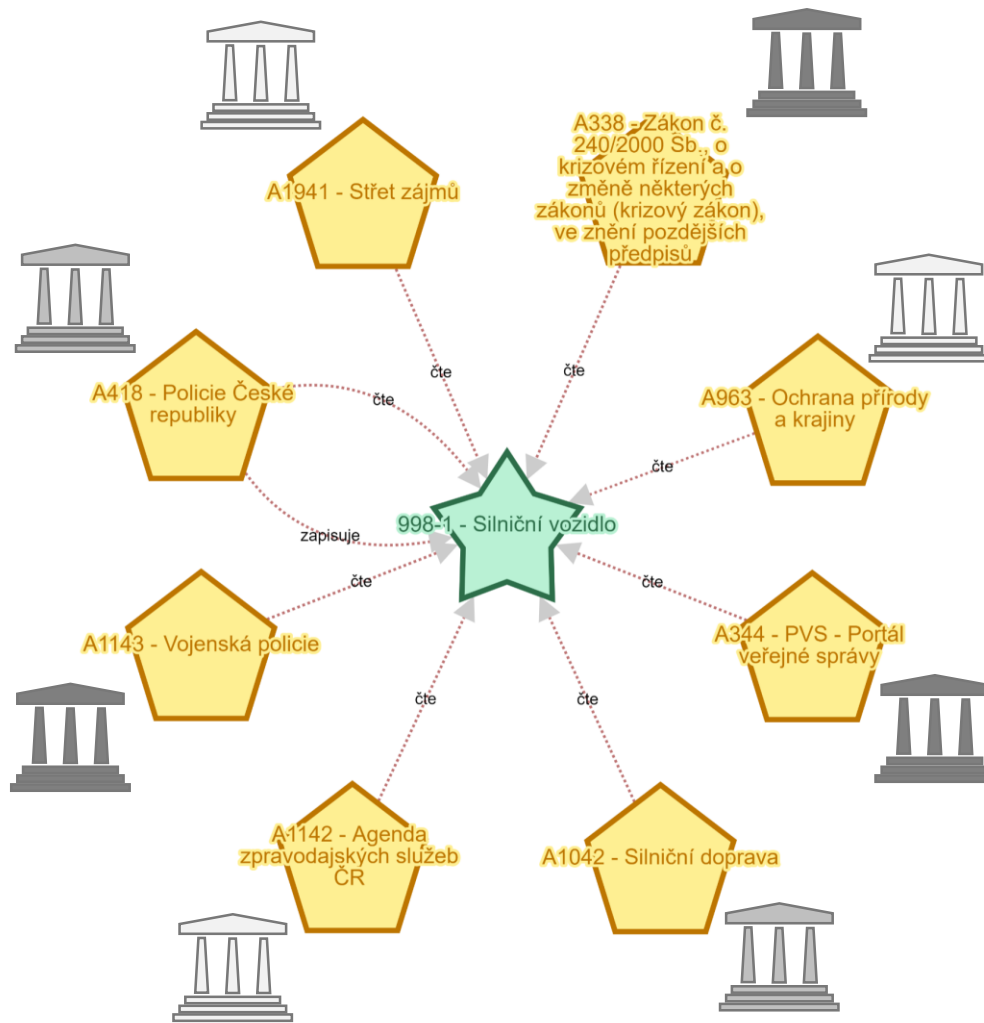 A338 - Zákon č.
240/2000 Sb., o
krizovém řízení a o
změně některých
zákonů (krizový zákon),
ve znění pozdějších
předpisů
A1941 - Střet zájmů
čte
čte
A418 - Policie České
republiky
čte
A963 - Ochrana přírody
a krajiny
čte
998-1 - Silniční vozidlo
zapisuje
čte
čte
A1143 - Vojenská policie
A344 - PVS - Portál
veřejné správy
čte
čte
A1142 - Agenda
zpravodajských služeb
ČR
A1042 - Silniční doprava